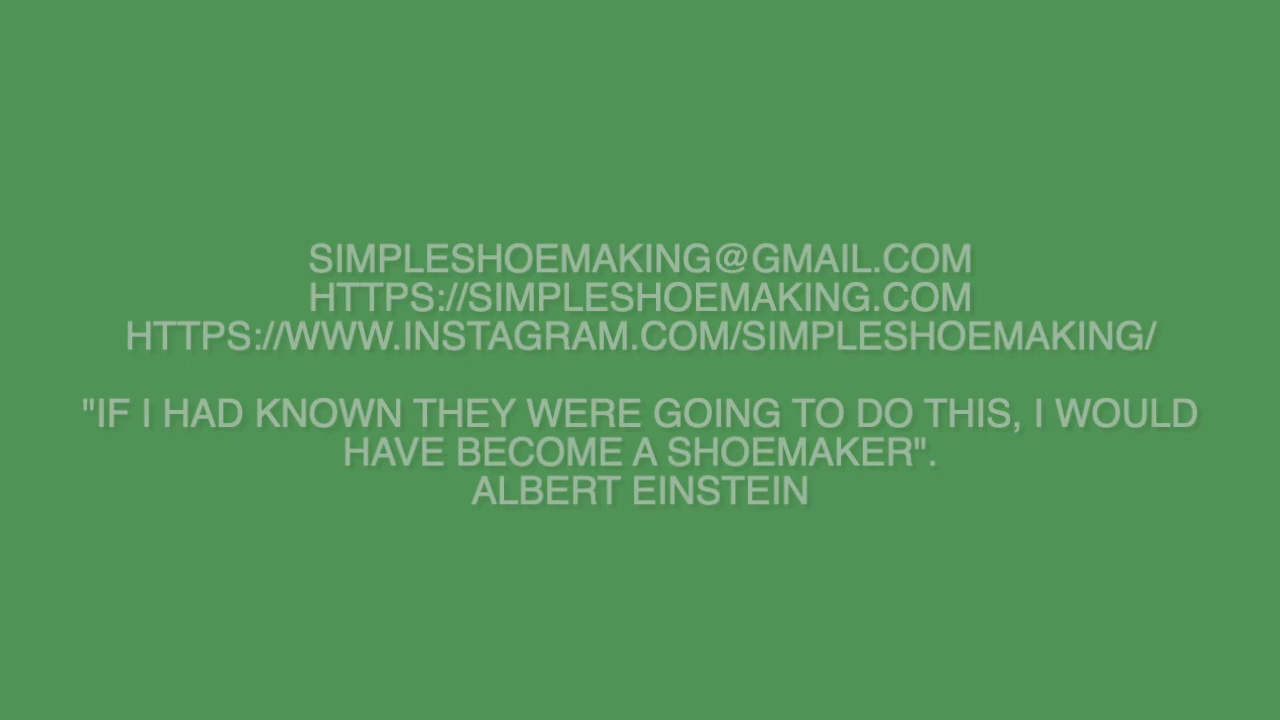 SIMPLESHOEMAKING@GMAIL.COM
HTTPS://SIMPLESHOEMAKING.COM
HTTPS://WWW.INSTAGRAM.COM/SIMPLESHOEMAKING/
"IF I HAD KNOWN THEY WERE GOING TO DO THIS, I WOULD
HAVE BECOME A SHOEMAKER".
ALBERT EINSTEIN